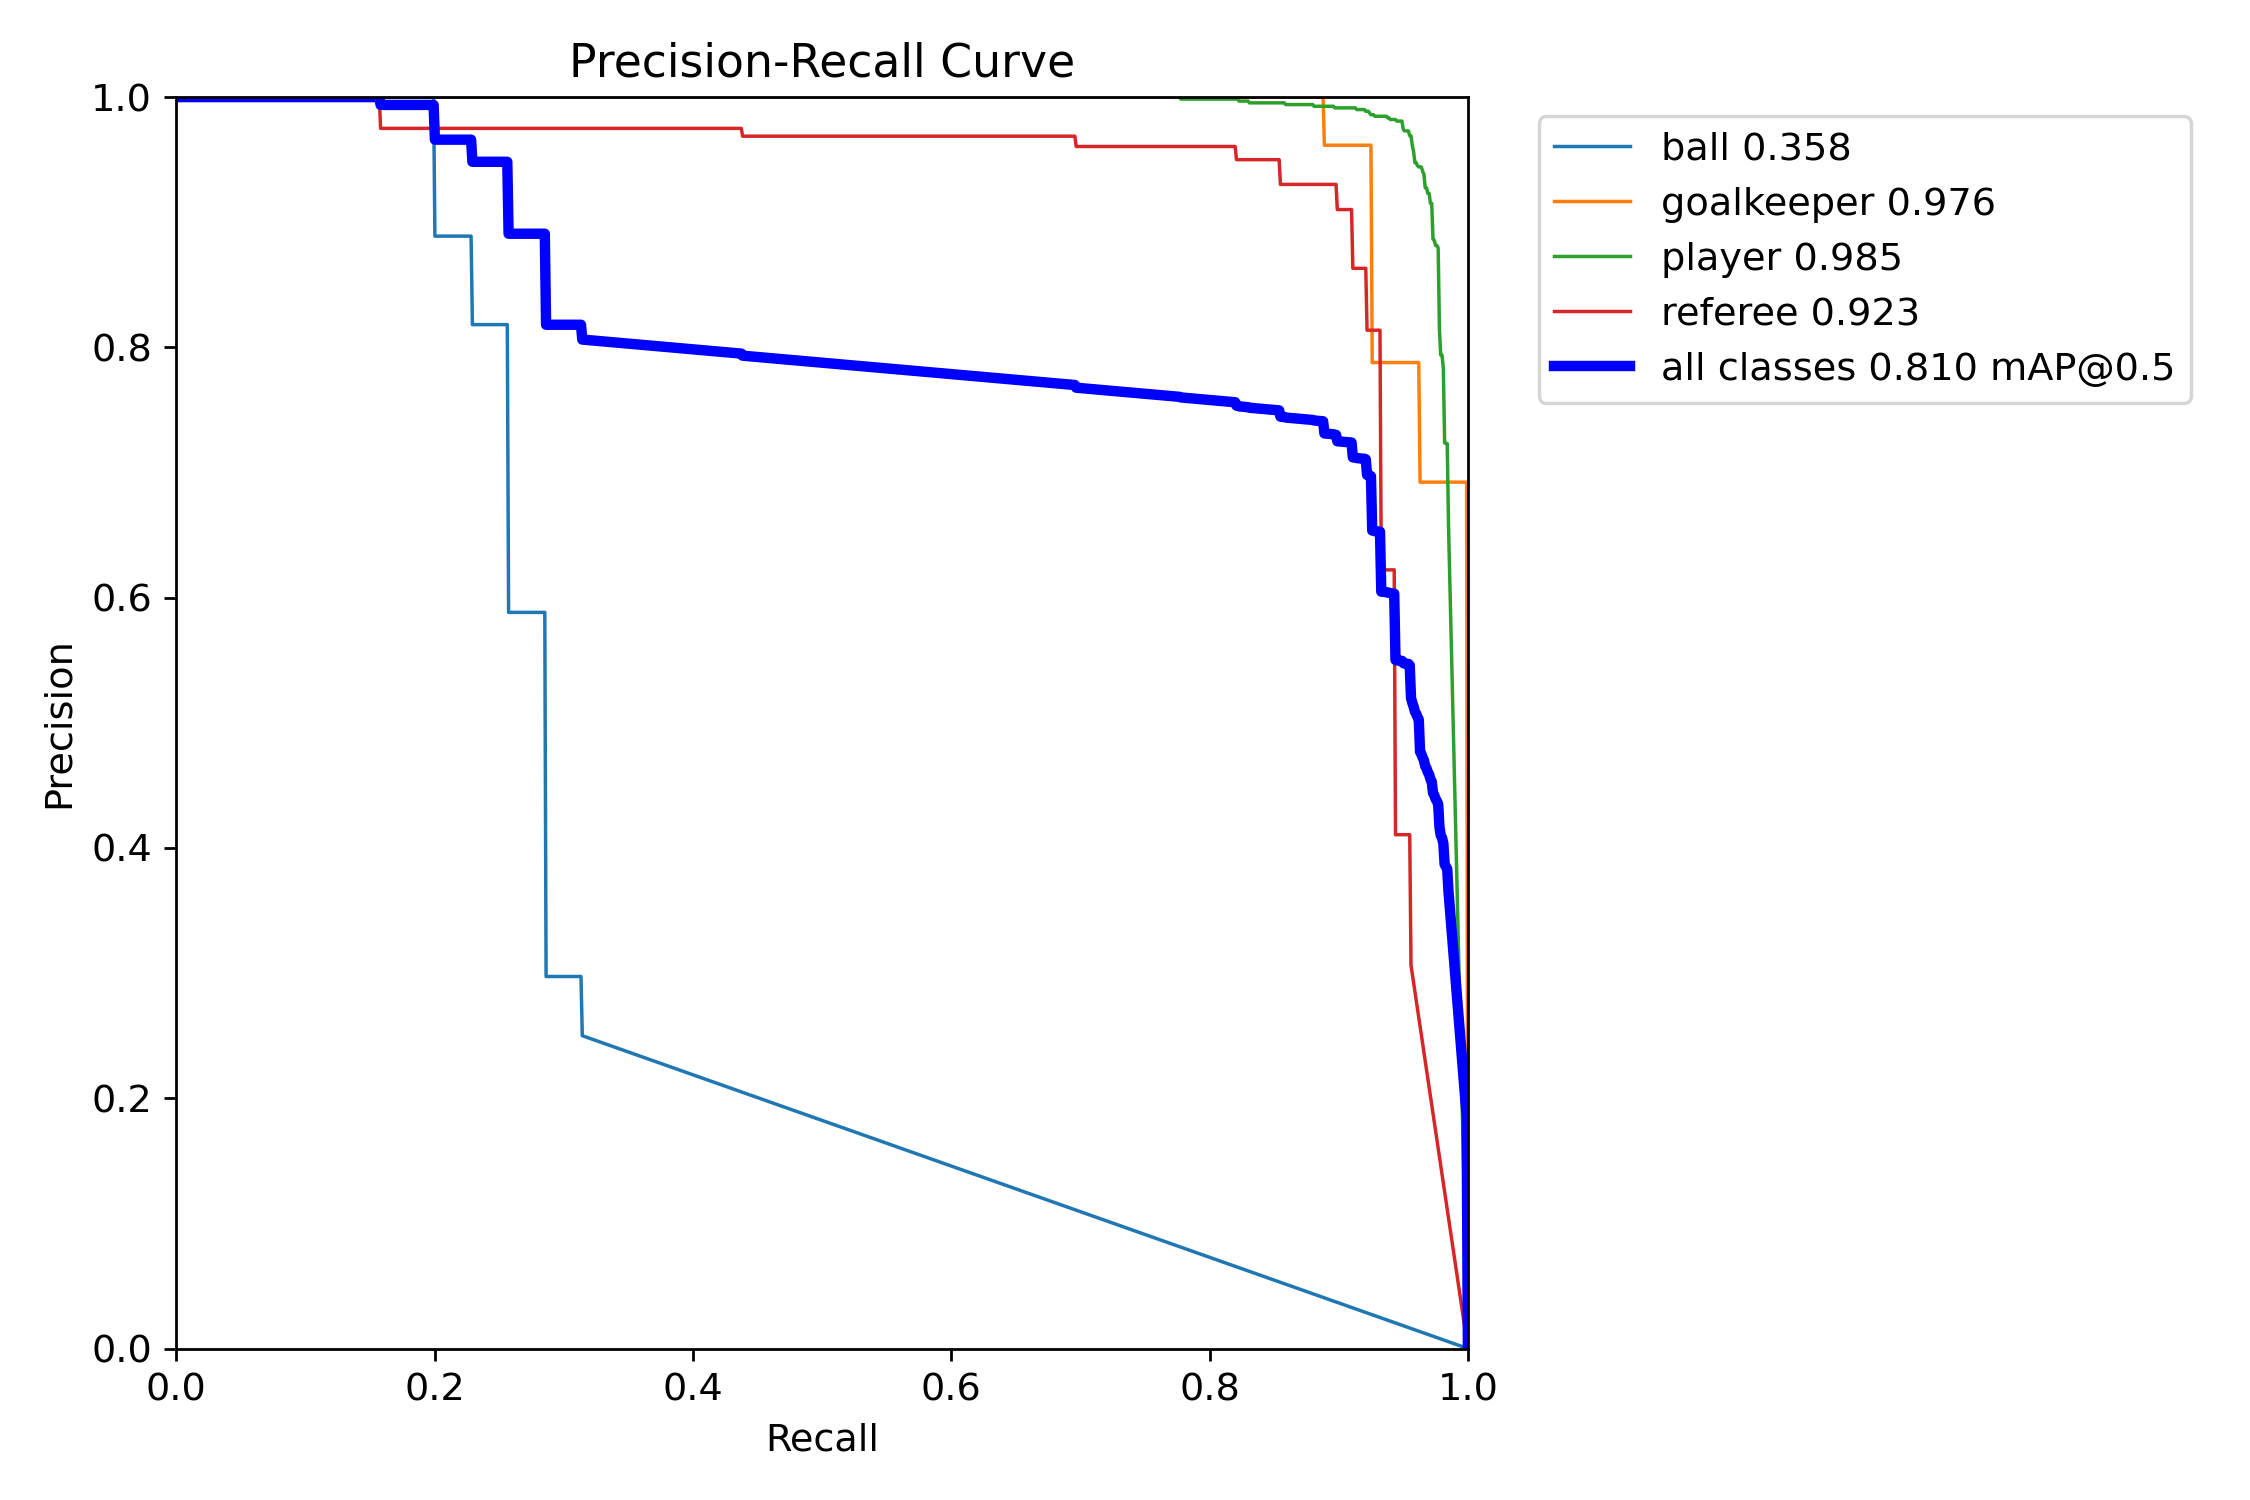 Precision-Recall Curve
1.0
0.8
0.6
0.4
0.2
0.0
Precision
0.0 0.2 0.4 0.6 0.8 1.0
Recall
ball 0.358
goalkeeper 0.976
player 0.985
referee 0.923
all classes 0.810 mAP@0.5